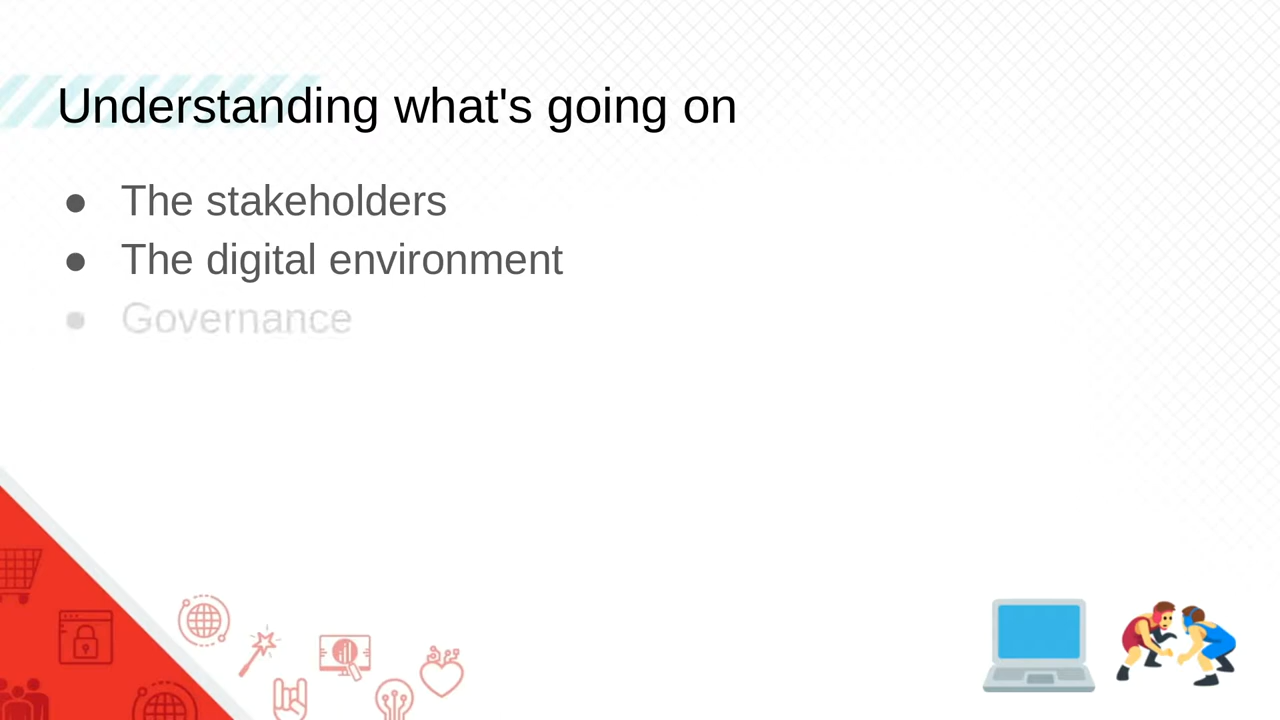 Understanding what's going on
● The stakeholders
● The digital environment
● Governance